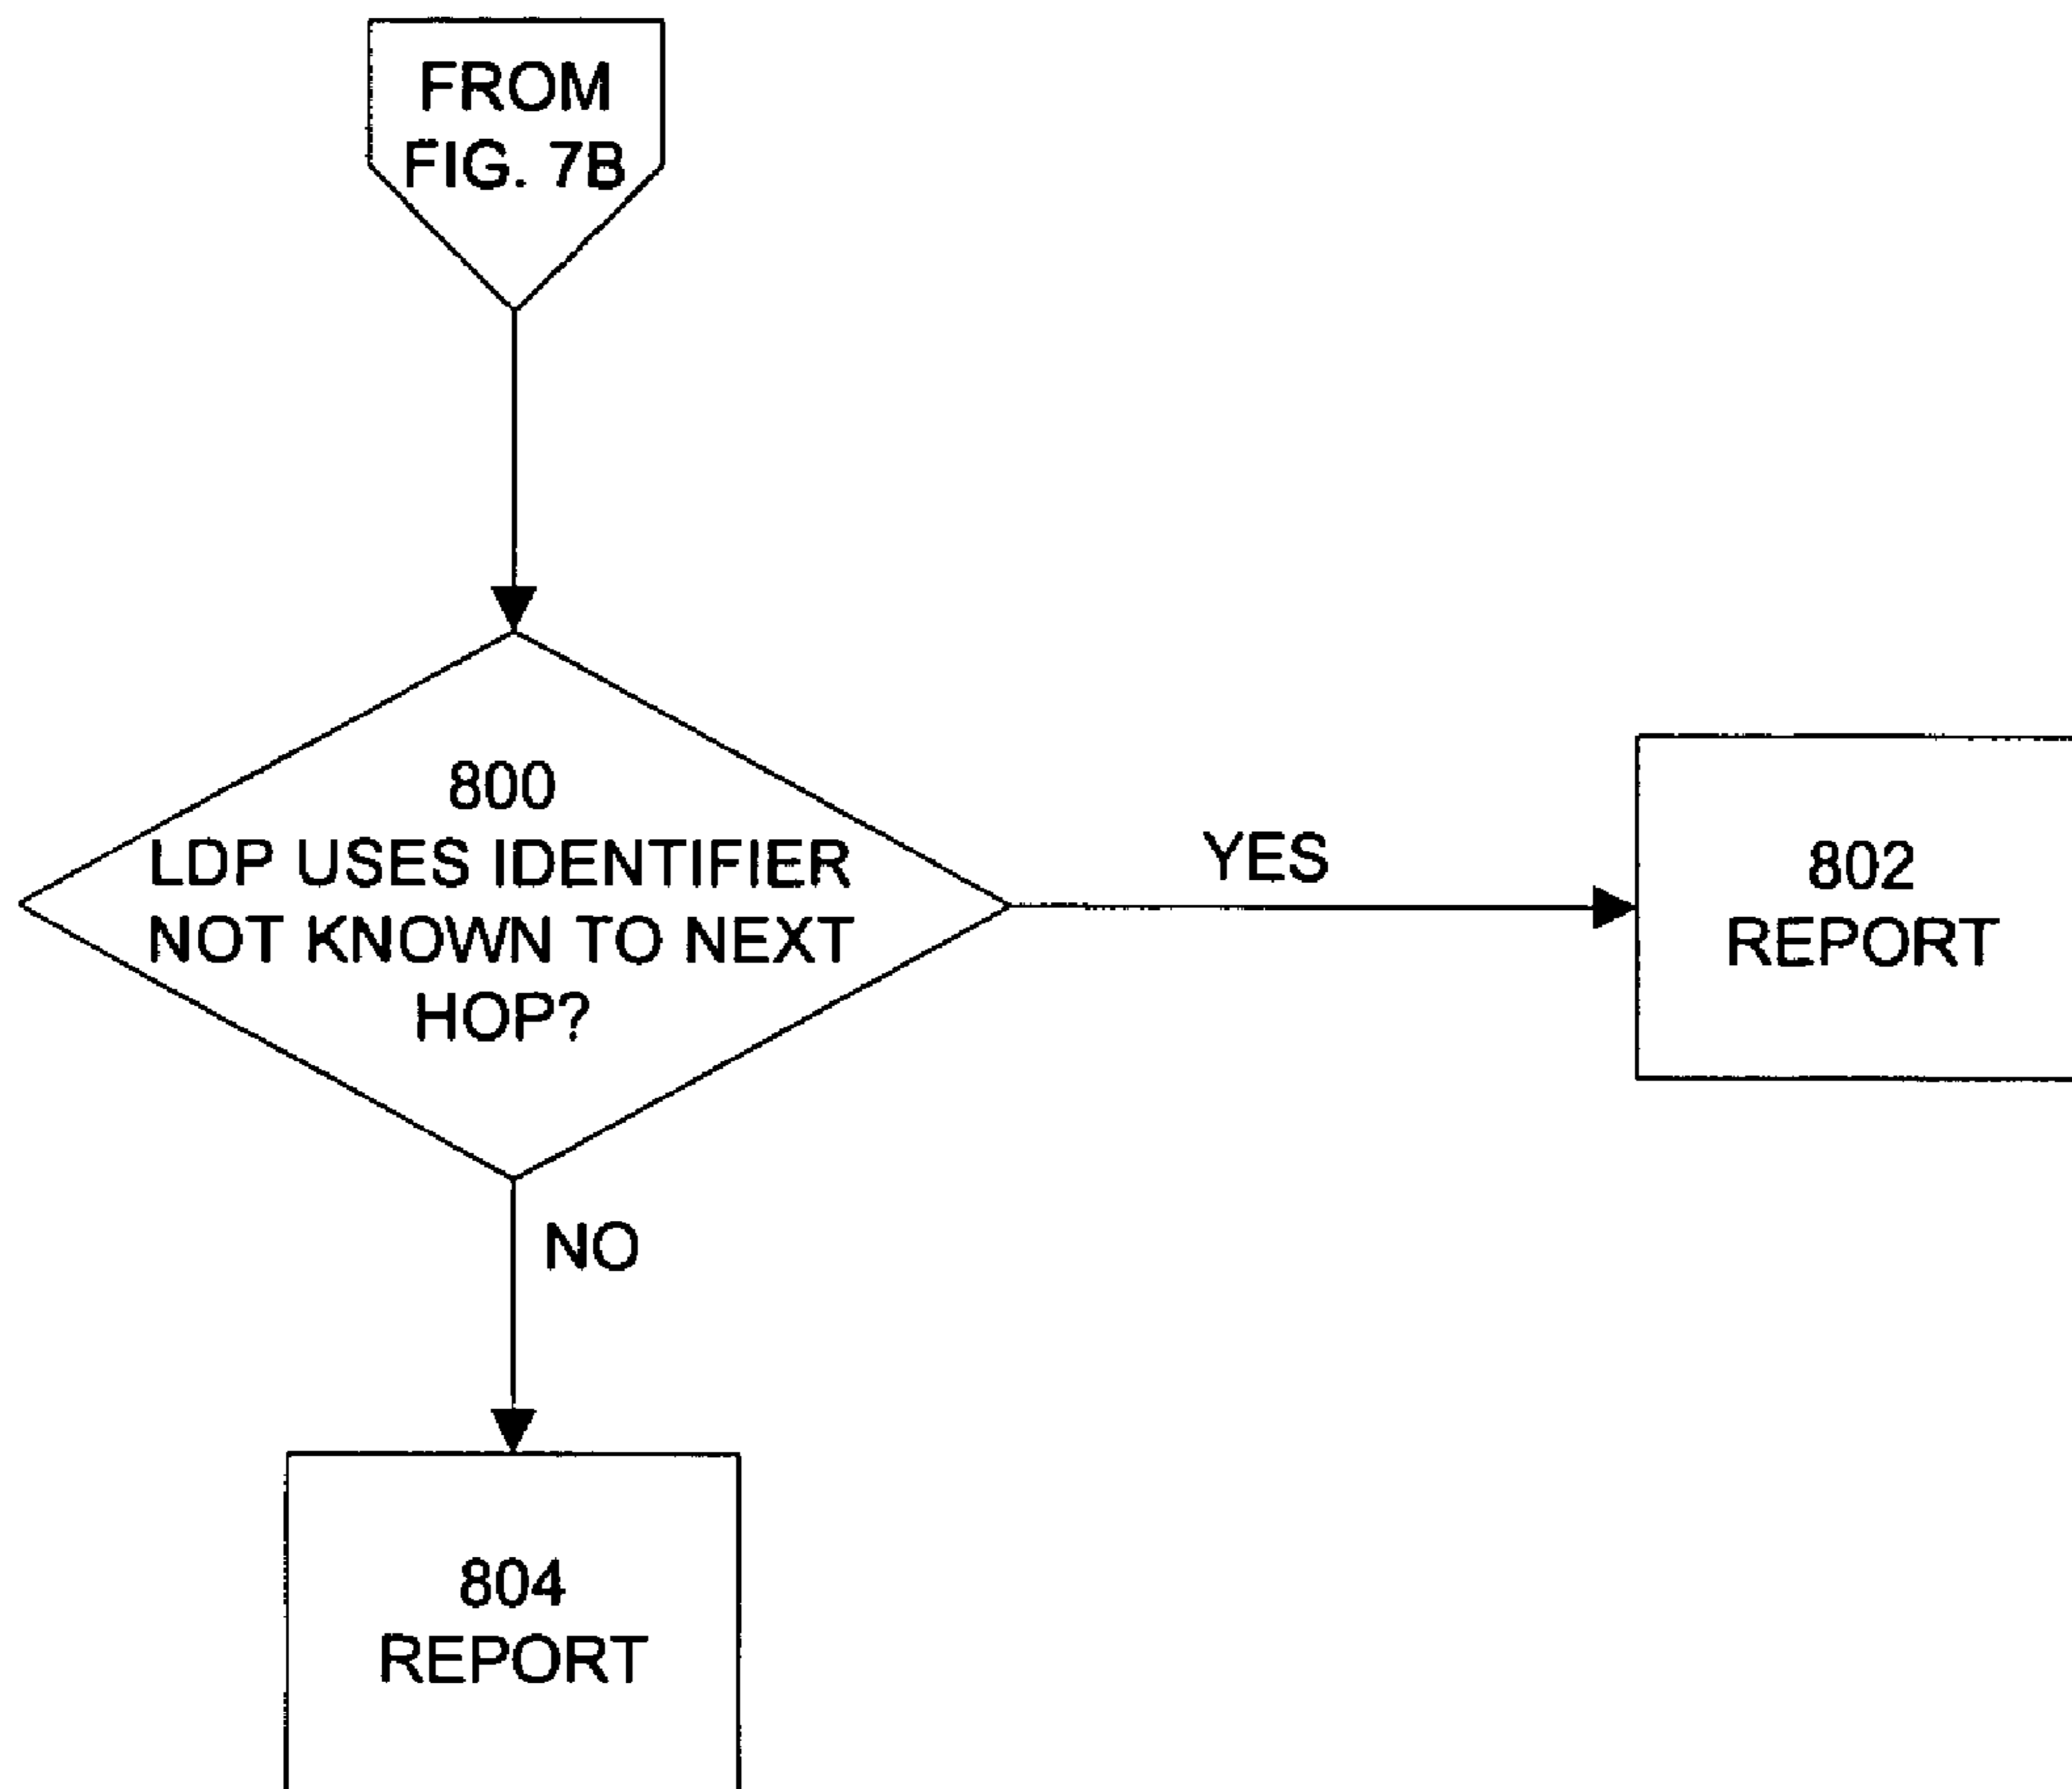 FROM
FIG. 7B
800
LDP USES IDENTIFIER
NOT KNOWN TO NEXT
HOP?
YES
802
REPORT
NO
804
REPORT